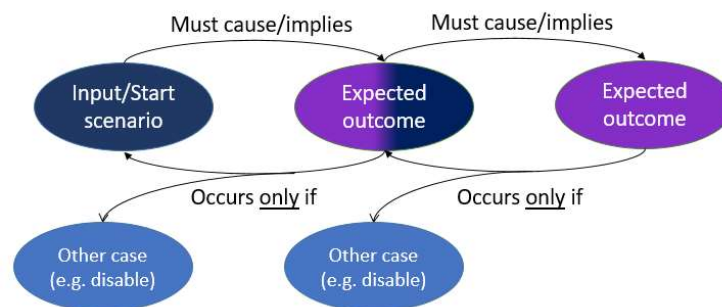 Must cause/implies
Must cause/implies
Input/Start
scenario
Expected
outcome
Expected
outcome
Occurs only if
Occurs only if
Other case
(e.g. disable)
Other case
(e.g. disable)